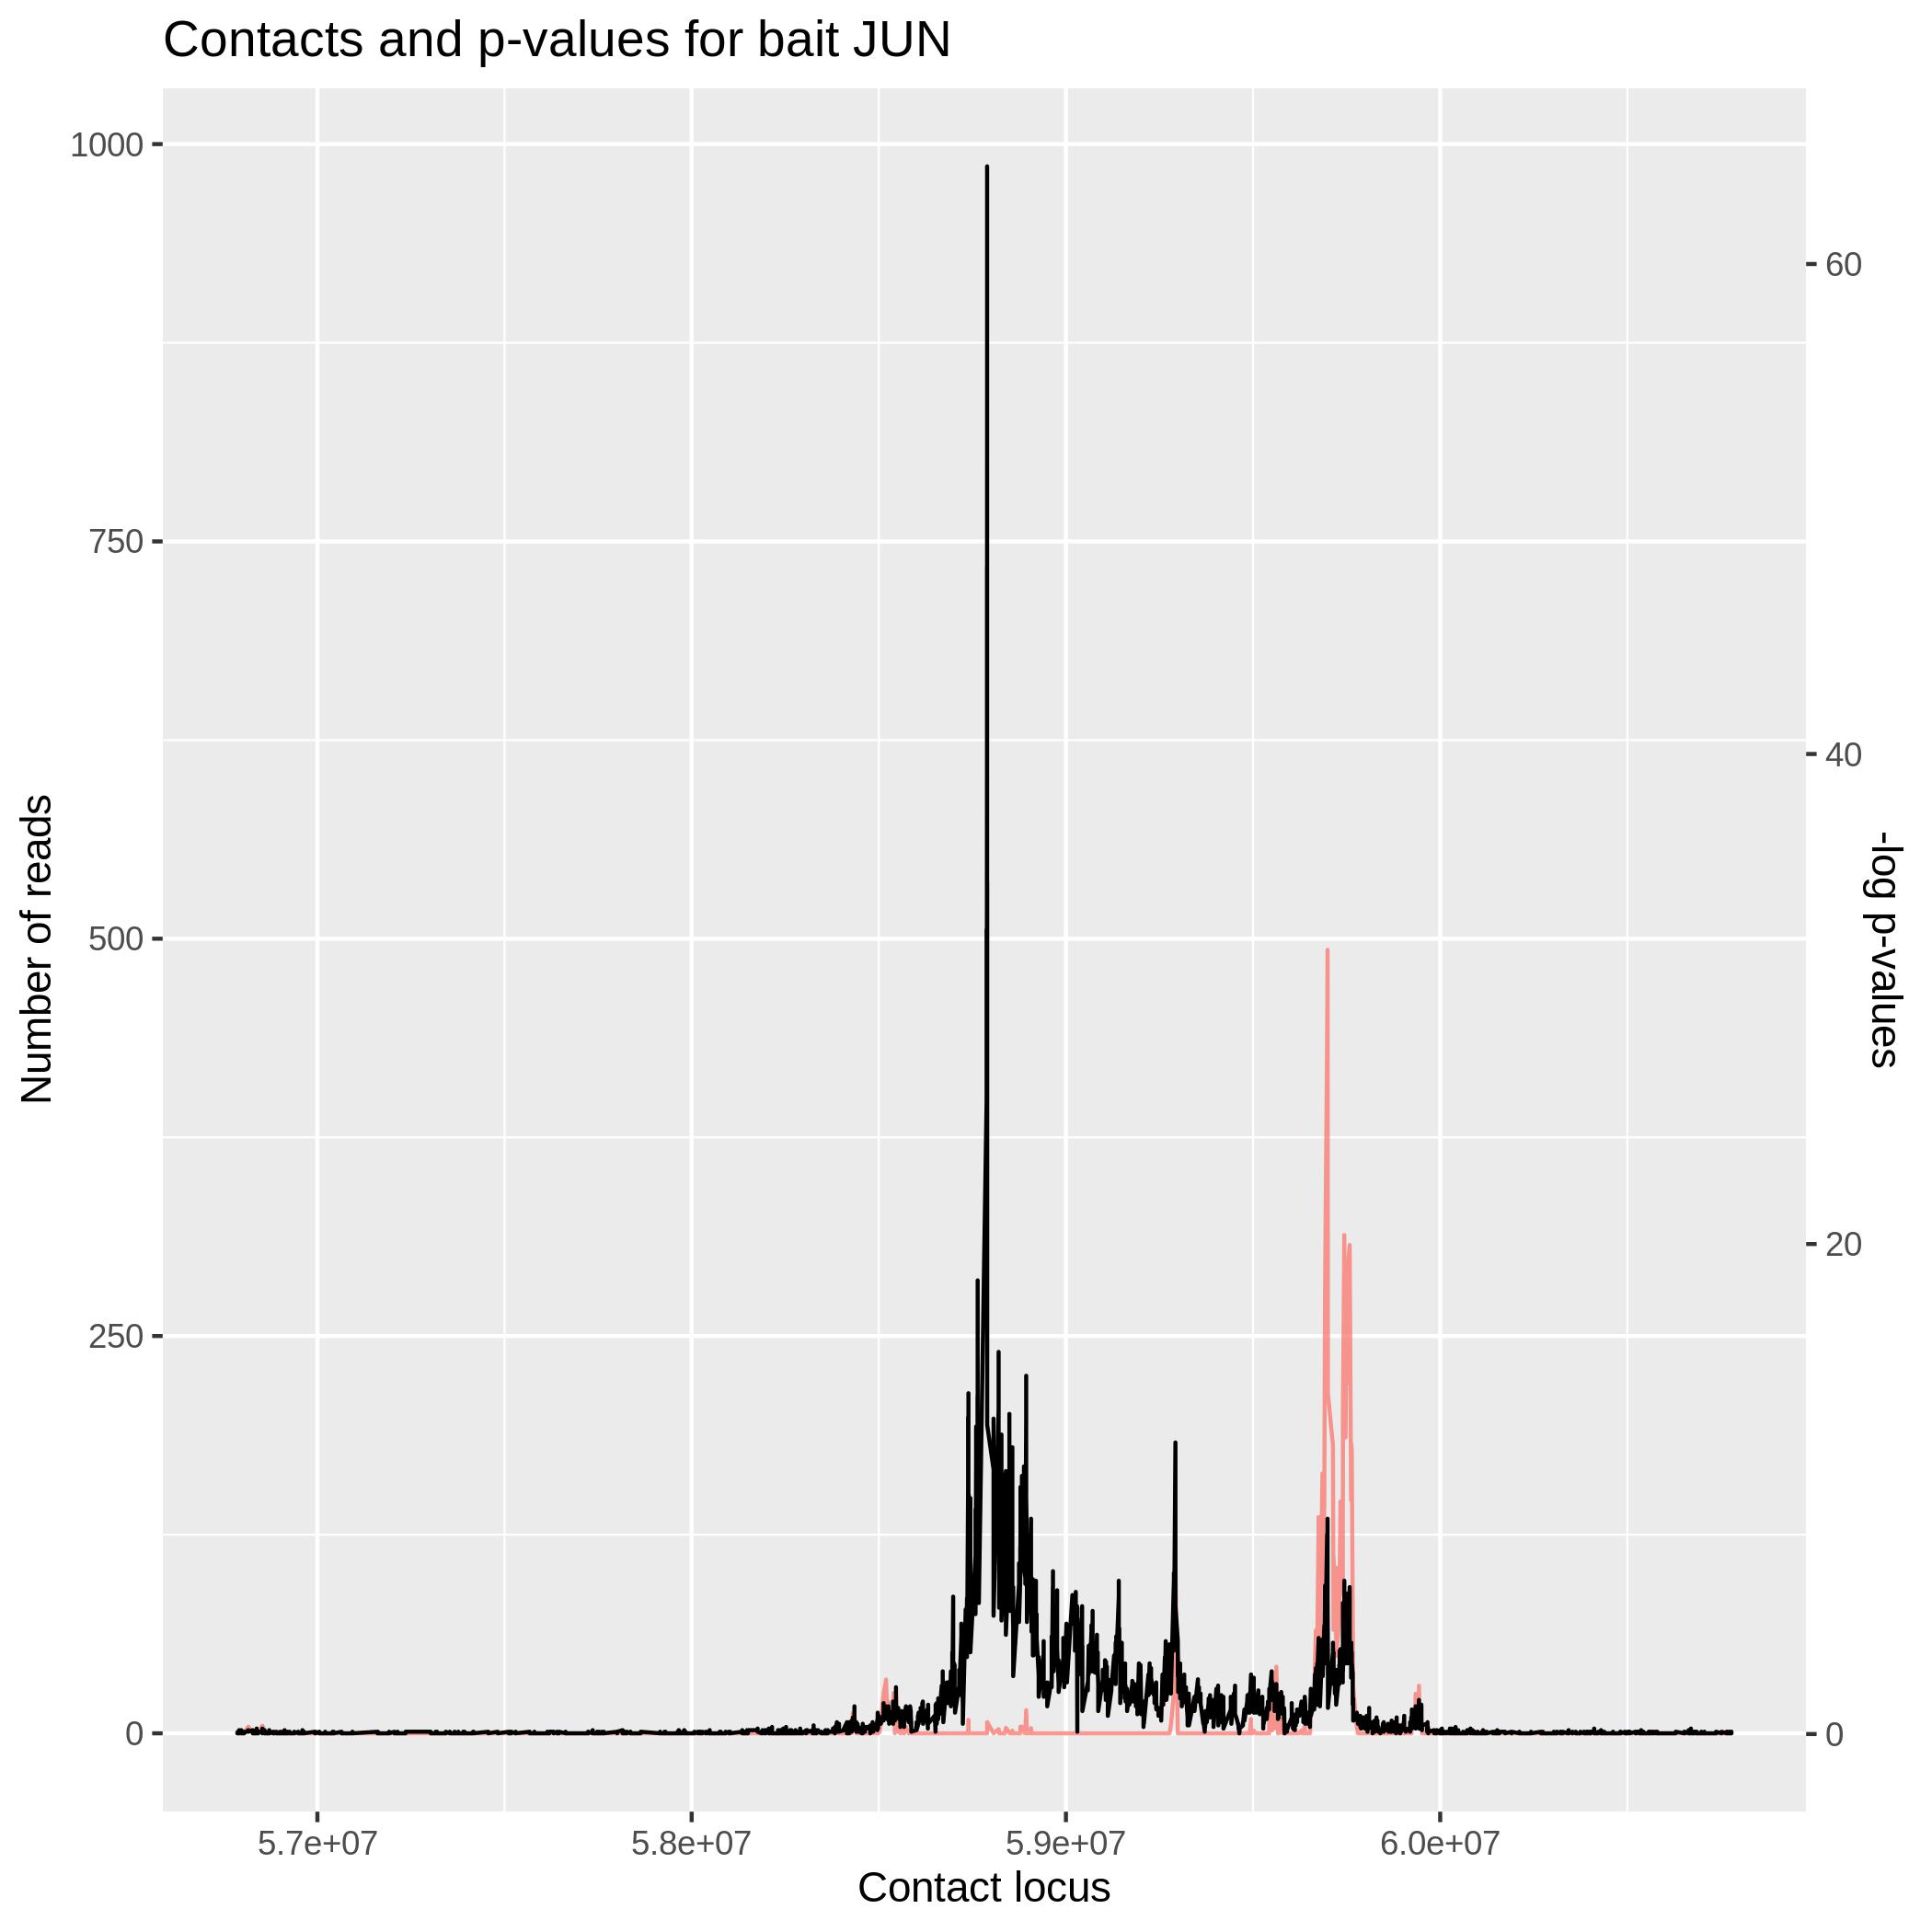 Contacts and p-values for bait JUN
1000
750
500
250
0
Number of reads
60
40
20
0
-log p-values
5.7e+07
5.8e+07
5.9e+07
6.0e+07
Contact locus